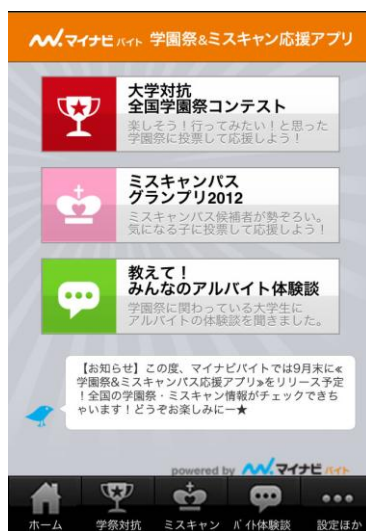 マイナビバイト 学園祭&ミスキャン応援アプリ
大学対抗
全国学園祭コンテスト
楽しそう！行ってみたい！と思った
学園祭に投票して応援しよう！
ミスキャンパス
グランプリ2012
ミスキャンパス候補者が勢ぞろい。
気になる子に投票して応援しよう！
教えて！
みんなのアルバイト体験談
学園祭に関わっている大学生に
アルバイトの体験談を聞きました。
【お知らせ】この度、マイナビバイトでは9月末に≪
学園祭&ミスキャンパス応援アプリ≫をリリース予定
！全国の学園祭・ミスキャン情報がチェックできち
ゃいます！どうぞお楽しみにー★
powered by マイナビバイト
ホーム 学祭対抗 ミスキャン バイト体験談 設定ほか